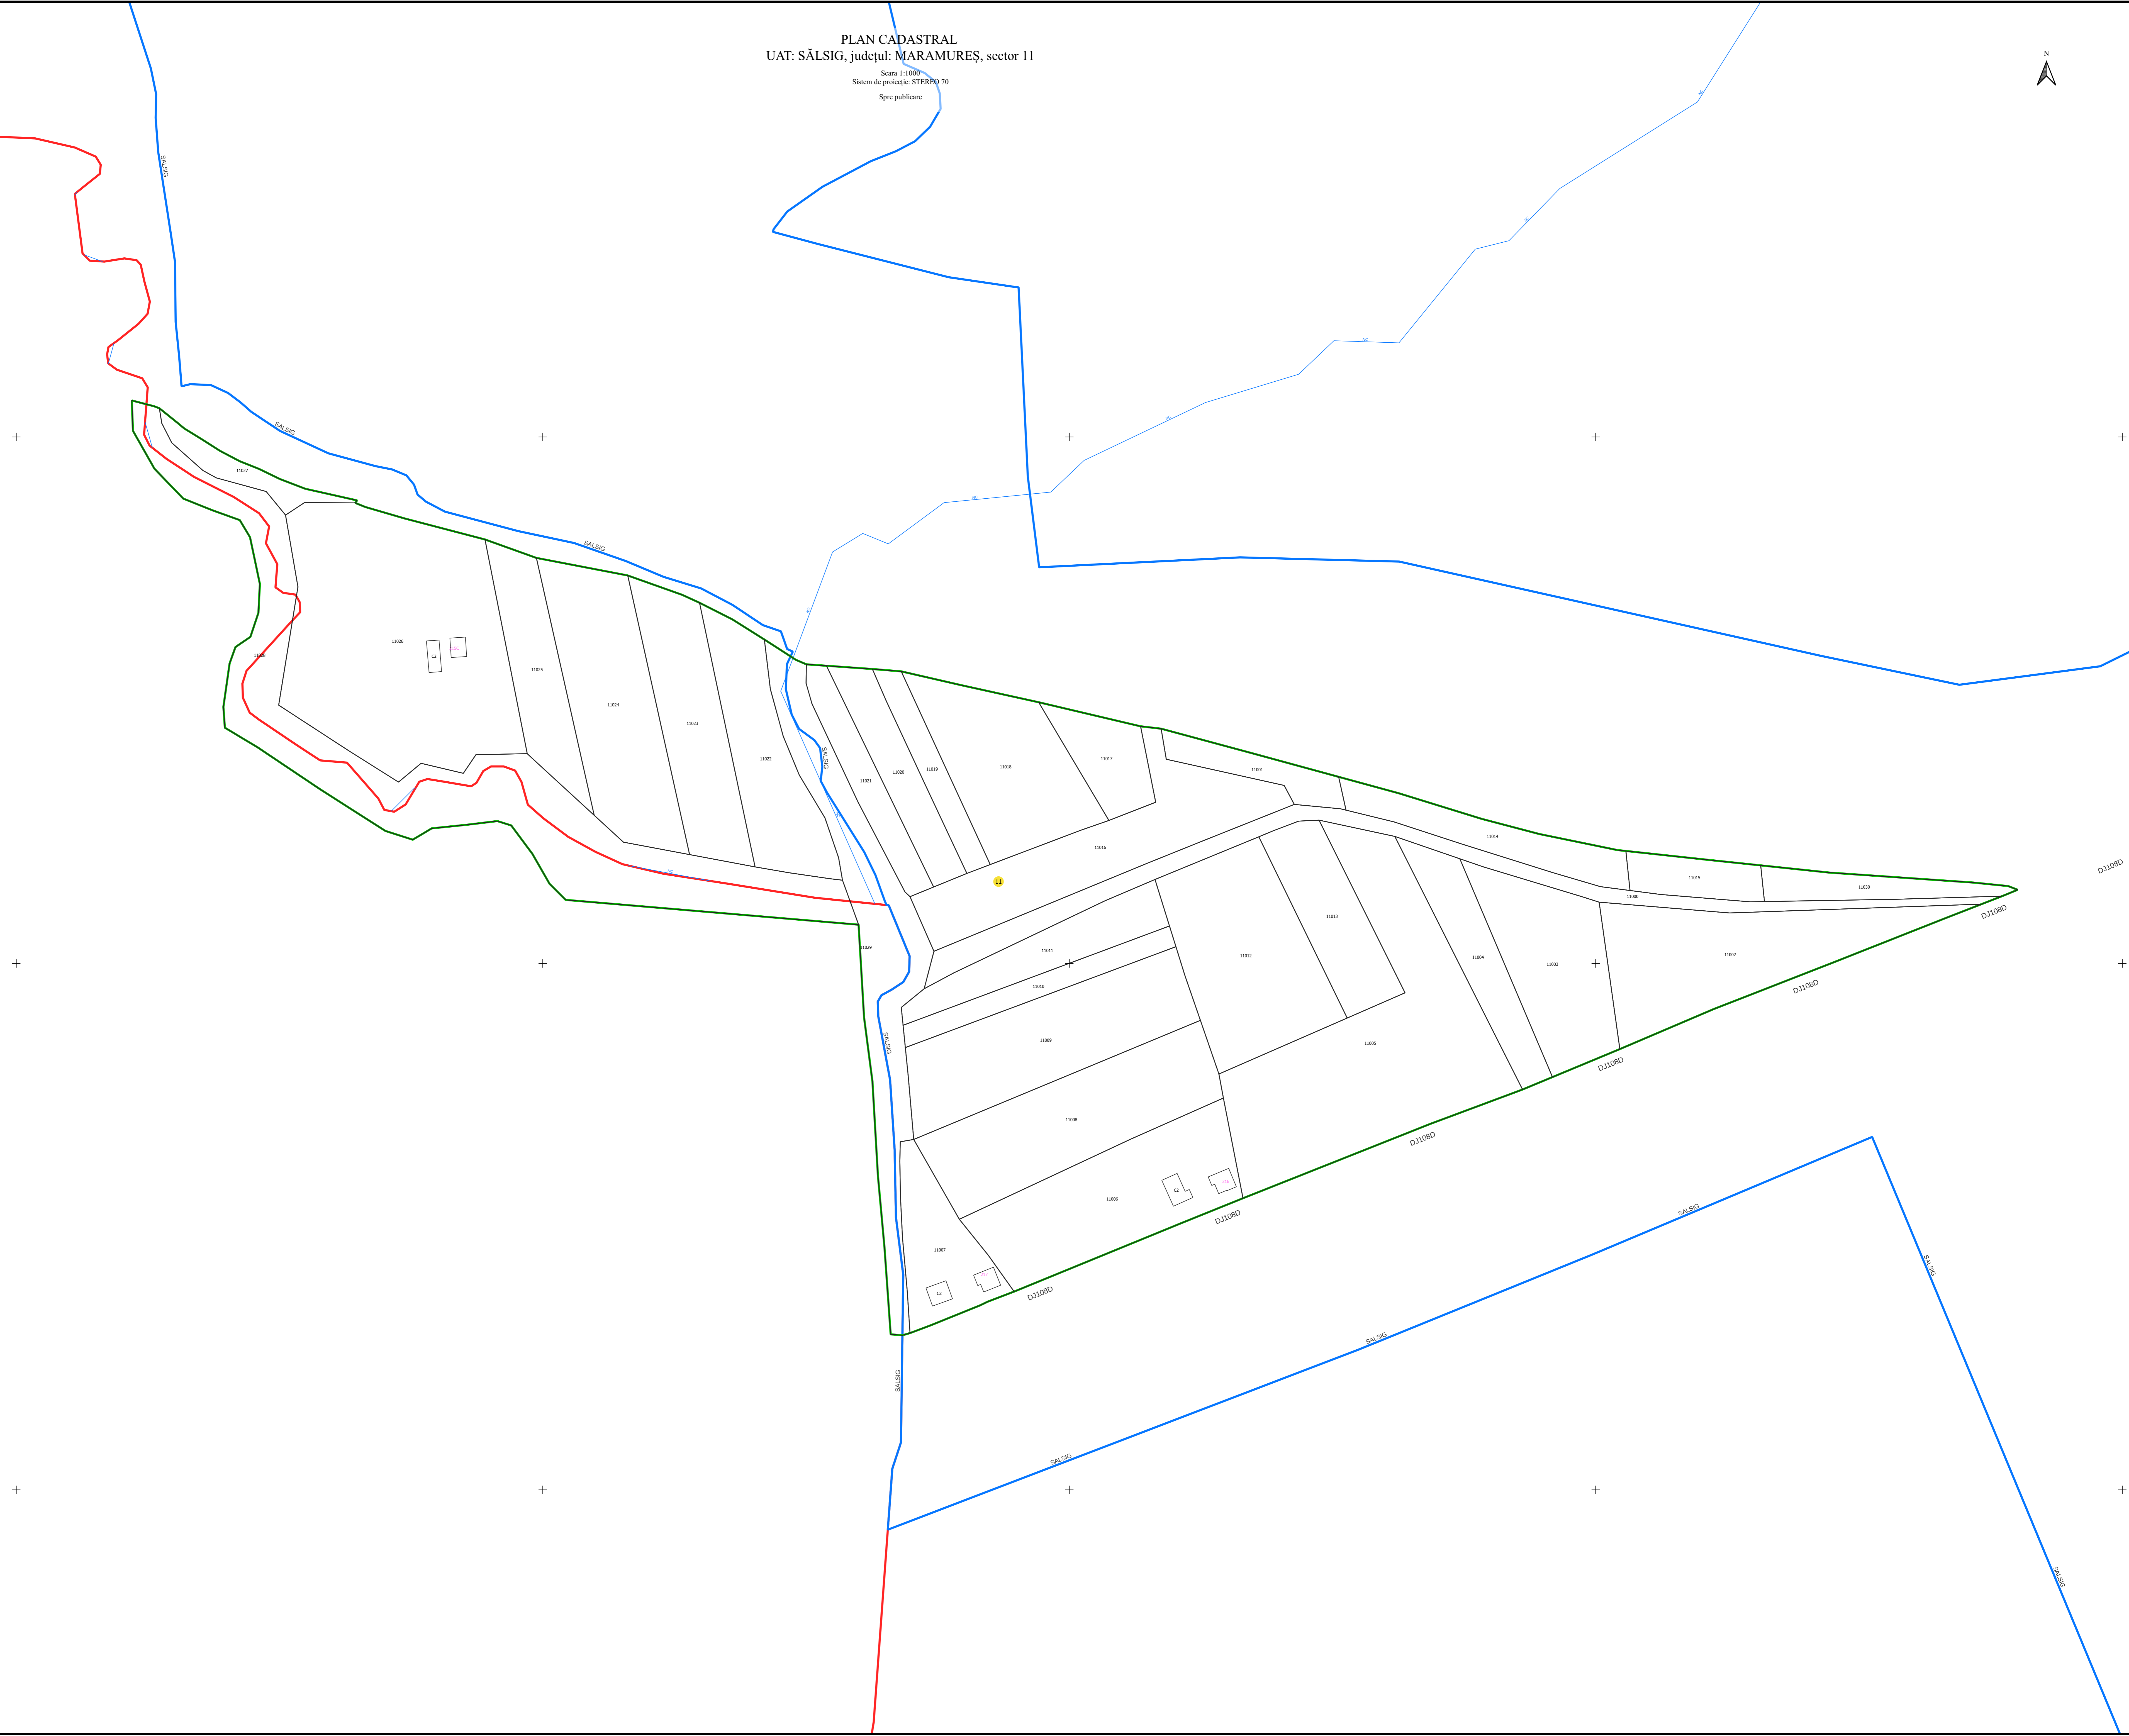 PLAN CADASTRAL
UAT: SĂLSIG, județul: MARAMUREȘ, sector 11
Scara 1:1000
Sistem de proiecție: STEREO 70
Spre publicare
N
SALSIG
SALSIG
11027
SALSIG
11026
C2
11028
11025
11024
11023
11022
SALSIG
11021
11020
11019
11018
11017
11001
11016
11014
11015
11030
11000
DJ108D
DJ108D
11
11029
11011
11010
11009
11012
11013
11004
11003
11002
DJ108D
SALSIG
11005
DJ108D
11008
DJ108D
11006
C2
DJ108D
11007
C2
DJ108D
SALSIG
SALSIG
SALSIG
SALSIG
SALSIG
SALSIG